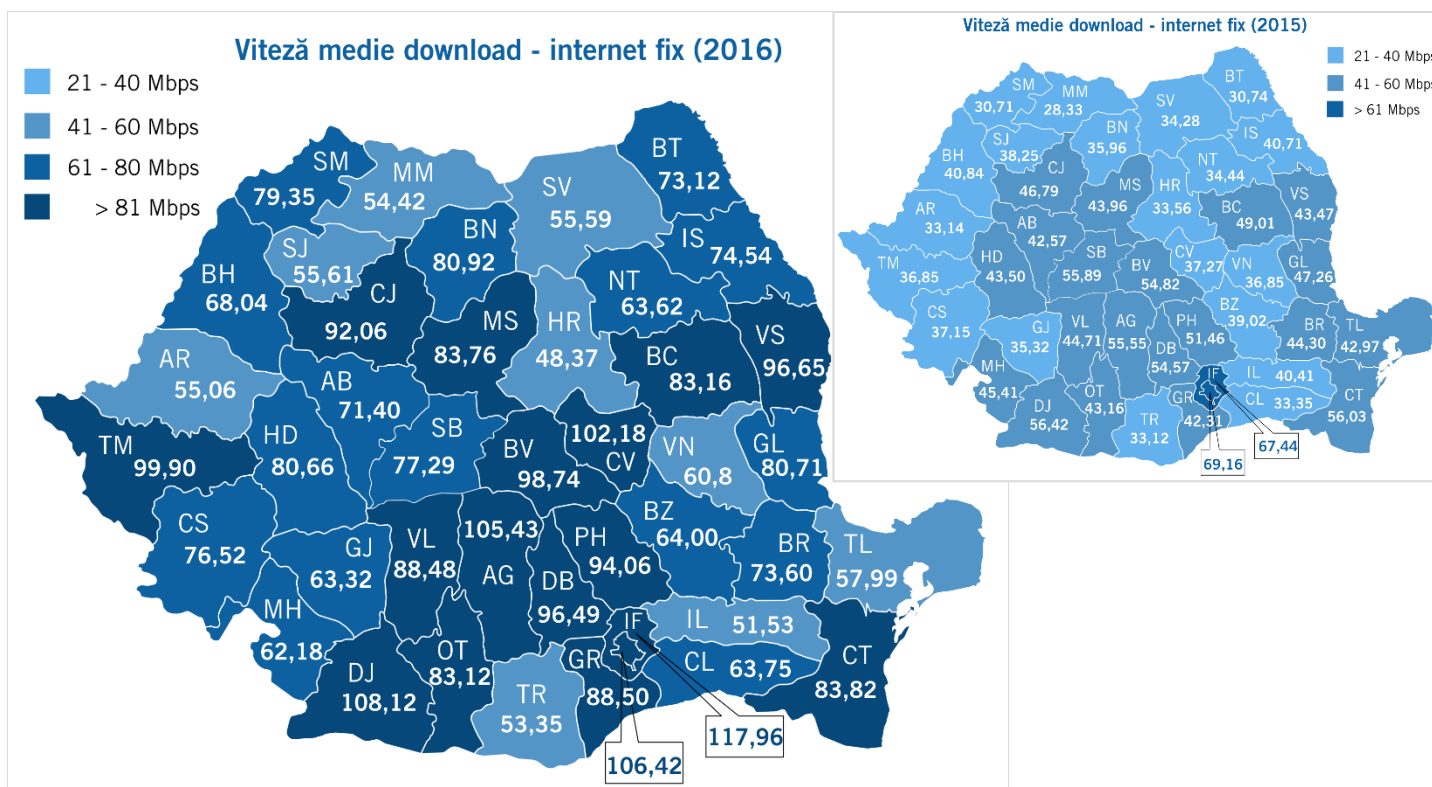 Viteză medie download - internet fix (2016)
21 - 40 Mbps
41 - 60 Mbps
61 - 80 Mbps
> 81 Mbps
SM
79,35
MM
54,42
SV
55,59
BT
73,12
SJ
55,61
BN
80,92
IS
74,54
BH
68,04
CJ
92,06
NT
63,62
MS
83,76
HR
48,37
BC
83,16
VS
96,65
AR
55,06
AB
71,40
TM
99,90
HD
80,66
SB
77,29
BV
98,74
102,18
CV
VN
60,8
GL
80,71
CS
76,52
GJ
63,32
VL
88,48
105,43
AG
PH
94,06
DB
96,49
BZ
64,00
BR
73,60
TL
57,99
MH
62,18
DJ
108,12
OT
83,12
TR
53,35
GR
88,50
IF
IL
51,53
CL
63,75
CT
83,82
117,96
106,42
Viteză medie download - internet fix (2015)
21 - 40 Mbps
41 - 60 Mbps
> 61 Mbps
SM
30,71
MM
28,33
SV
34,28
BT
30,74
SJ
38,25
BN
35,96
IS
40,71
BH
40,84
CJ
46,79
NT
34,44
MS
43,96
HR
33,56
BC
49,01
VS
43,47
AR
33,14
AB
42,57
TM
36,85
HD
43,50
SB
55,89
BV
54,82
CV
37,27
VN
36,85
GL
47,26
CS
37,15
GJ
35,32
VL
44,71
AG
55,55
PH
51,46
DB
54,57
BZ
39,02
BR
44,30
TL
42,97
MH
45,41
DJ
56,42
OT
43,16
TR
33,12
GR
42,31
IF
IL
40,41
CL
33,35
CT
56,03
67,44
69,16